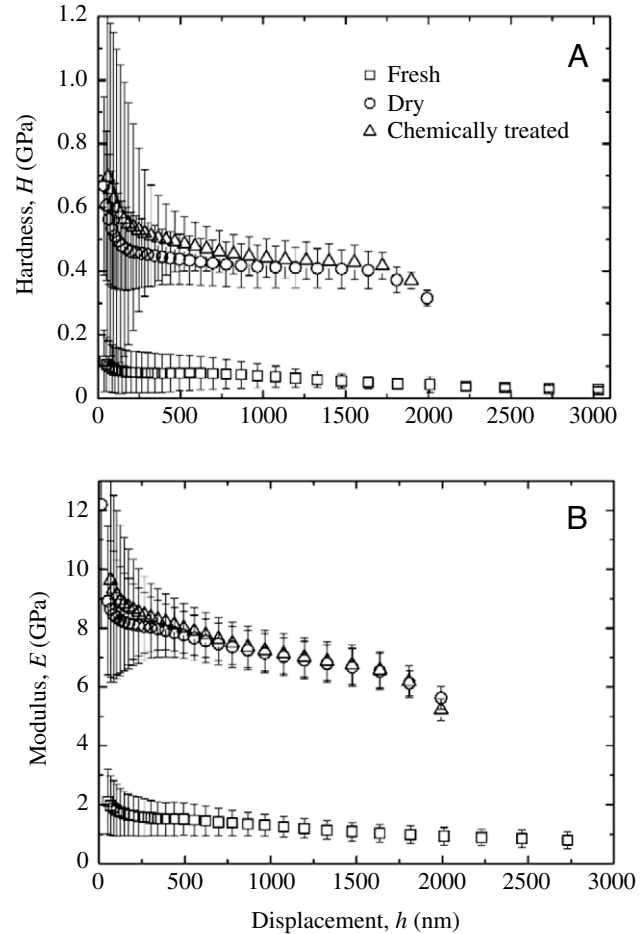 1.2
A
Fresh
1.0
Dry
Chemically treated
0.8
Hardness, H (GPa)
0.6
0.4
0.2
0
0 500 1000 1500 2000 2500 3000
12
B
10
8
Modulus, E (GPa)
6
4
2
0
0 500 1000 1500 2000 2500 3000
Displacement, h (nm)